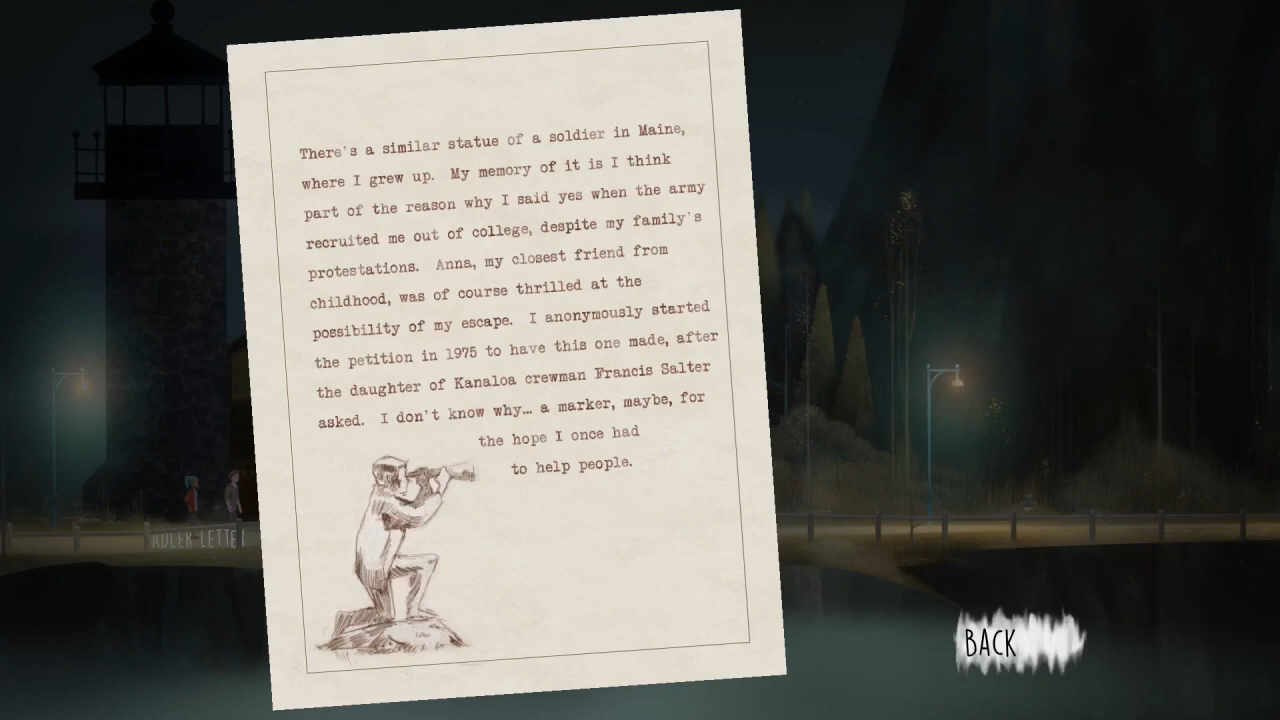 There's a similar statue of a soldier in Maine,
where I grew up.  My memory of it is I think
part of the reason why I said yes when the army
recruited me out of college, despite my family's
protestations.  Anna, my closest friend from
childhood, was of course thrilled at the
possibility of my escape.  I anonymously started
the petition in 1975 to have this one made, after
the daughter of Kanaloa crewman Francis Salter
asked.  I don't know why… a marker, maybe, for
the hope I once had
to help people.
ADLER LETTER
BACK